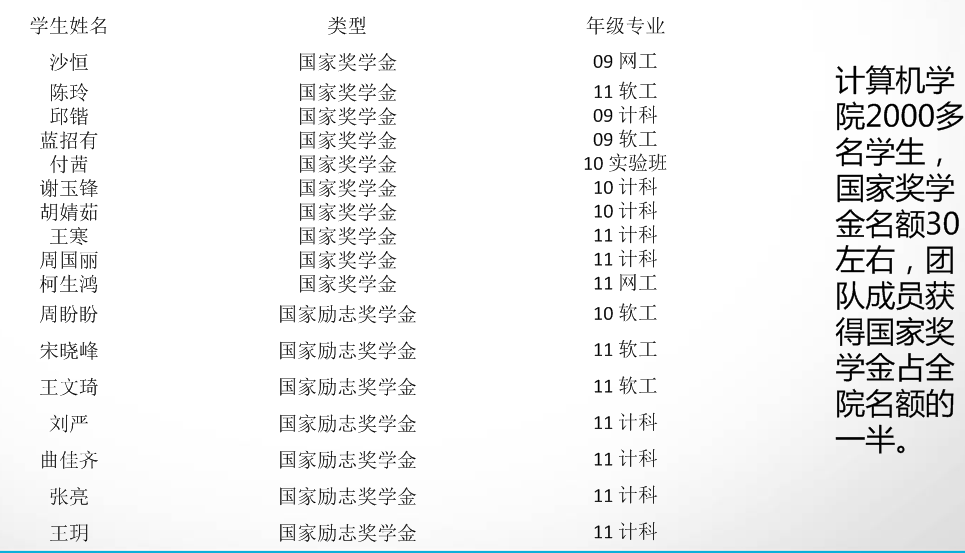 学生姓名 类型 年级专业
沙恒 国家奖学金 09 网工
陈玲 国家奖学金 11 软工
邱锴 国家奖学金 09 计科
蓝招有 国家奖学金 09 软工
付茜 国家奖学金 10 实验班
谢玉锋 国家奖学金 10 计科
胡婧茹 国家奖学金 10 计科
王寒 国家奖学金 11 计科
周国丽 国家奖学金 11 计科
柯生鸿 国家奖学金 11 网工
周盼盼 国家励志奖学金 10 软工
宋晓峰 国家励志奖学金 11 软工
王文琦 国家励志奖学金 11 软工
刘严 国家励志奖学金 11 计科
曲佳齐 国家励志奖学金 11 计科
张亮 国家励志奖学金 11 计科
王玥 国家励志奖学金 11 计科
计算机学
院2000多
名学生，
国家奖学
金名额30
左右，团
队成员获
得国家奖
学金占全
院名额的
一半。